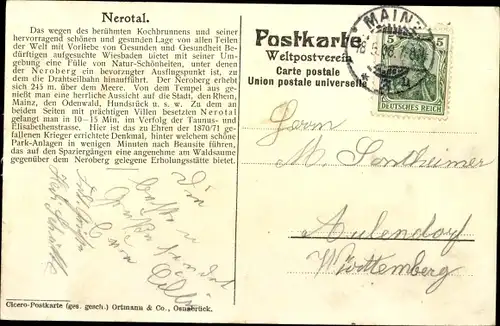 Nerotal.
Das wegen des berühmten Kochbrunnens und seiner
hervorragend schönen und gesunden Lage von allen Teilen
der Welt mit Vorliebe von Gesunden und Gesundheit Be-
dürftigen aufgesuchte Wiesbaden bietet mit seiner Um-
gebung eine Fülle von Natur-Schönheiten, unter denen
der Neroberg ein bevorzugter Ausflugspunkt ist, zu
dem die Drahtseilbahn hinaufführt. Der Neroberg er-
hebt sich 245 m. über dem Meere. Von dem Tempel aus ge-
nießt man eine herrliche Aussicht auf die Stadt, den Rhein,
Mainz, den Odenwald, Hundsrück u. s. w. Zu dem an
beiden Seiten mit prächtigen Villen besetzten Nerotal
gelangt man in 10–15 Min. im Verfolg der Taunus- und
Elisabethenstrasse. Hier das zu Ehren der 1870/71 ge-
fallenen Krieger errichtete Denkmal, hinter welchem schöne
Park-Anlagen in wenigen Minuten nach Beausite führen,
das auf den Spaziergängen eine angenehme am Waldsaume
gegenüber dem Neroberg gelegene Erholungsstätte bietet.
Cicero-Postkarte (ges. gesch.) Ortmann & Co., Osnabrück.
Postkarte
Weltpostverein
Carte postale
Union postale universelle
MAINZ
5
DEUTSCHES REICH
Herrn
M. Sontheimer
Aulendorf
Württemberg